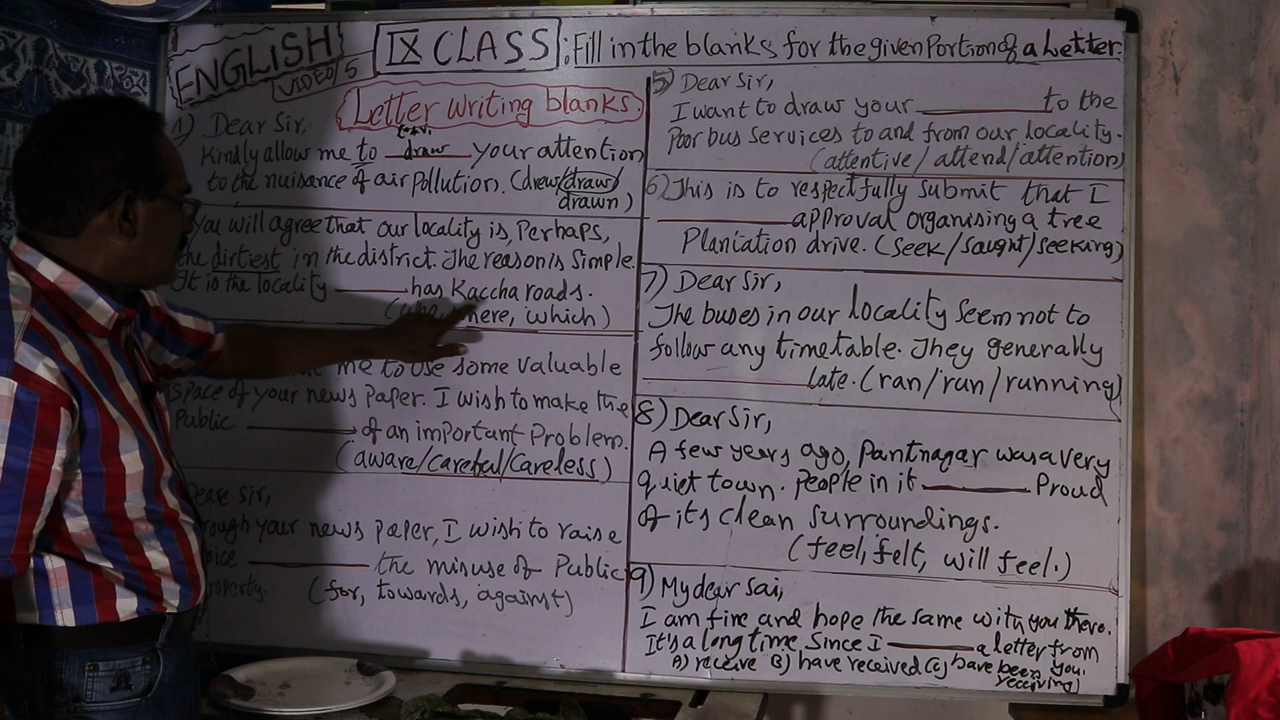 ENGLISH
VIDEO/5
IX CLASS : Fill in the blanks for the given Portion of a Letter.
Letter writing blanks
1) Dear Sir,
Kindly allow me to draw your attention
to the nuisance of air pollution. (drew/draw/
drawn)
You will agree that our locality is, Perhaps,
the dirtiest in the district. The reason is simple.
It is the locality ______ has Kaccha roads.
which)
me to use some valuable
space of your news paper. I wish to make the
Public ______ of an important Problem.
(aware/careful/careless)
Sir,
your news paper, I wish to raise
______ the misuse of Public
(for, towards, against)
5) Dear Sir,
I want to draw your ______ to the
Poor bus services to and from our locality.
(attentive/attend/attention)
6) This is to respectfully submit that I
______ approval organising a tree
Plantation drive. (seek/saught/seeking)
7) Dear Sir,
The buses in our locality seem not to
follow any timetable. They generally
______ late. (ran/run/running)
8) Dear Sir,
A few years ago, Pantnagar was a very
quiet town. People in it ______ Proud
of its clean surroundings.
(feel, felt, will feel.)
9) My dear Sai,
I am fine and hope the same with you there.
It's a long time, Since I ______ a letter from
you.
A) receive B) have received C) have been
receiving)